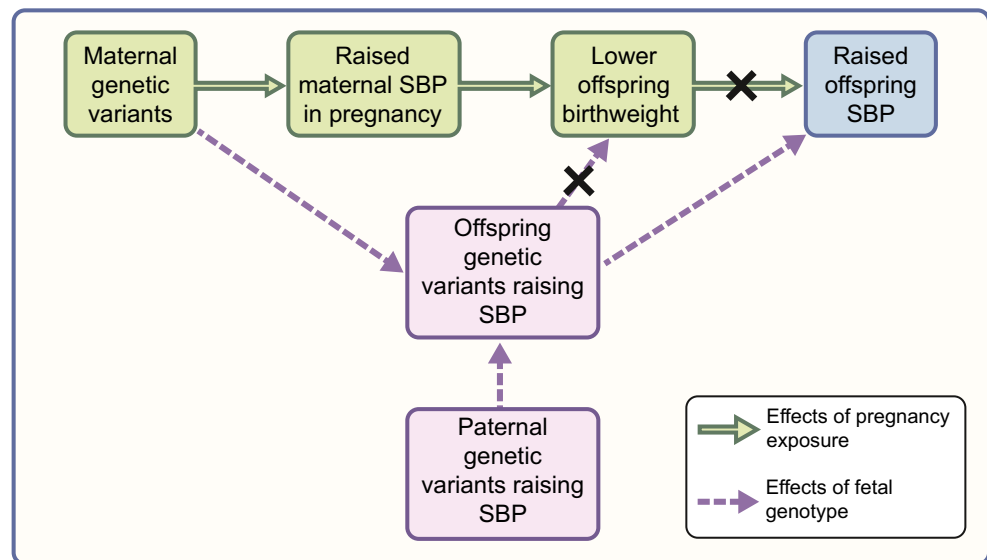 Maternal
genetic
variants
Raised
maternal SBP
in pregnancy
Lower
offspring
birthweight
Raised
offspring
SBP
Offspring
genetic
variants raising
SBP
Paternal
genetic
variants raising
SBP
Effects of pregnancy
exposure
Effects of fetal
genotype